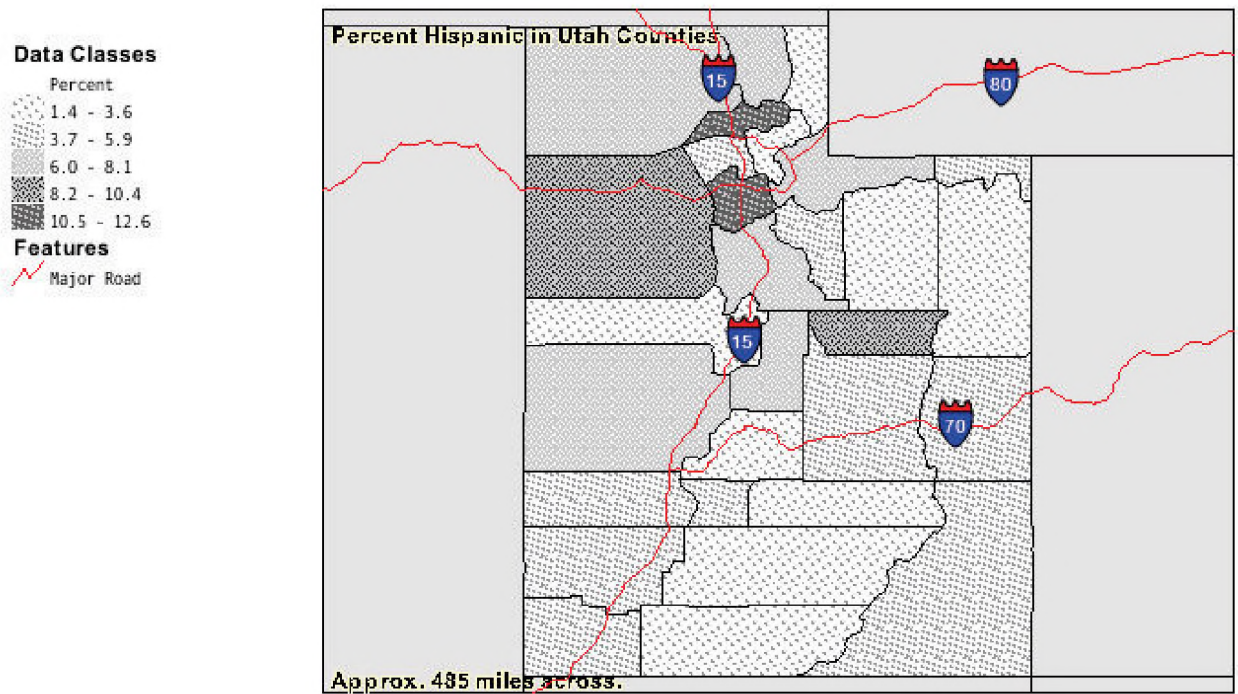 Data Classes
Percent
1.4 - 3.6
3.7 - 5.9
6.0 - 8.1
8.2 - 10.4
10.5 - 12.6
Features
Major Road
Percent Hispanic in Utah Counties
15
80
15
70
Approx. 485 miles across.